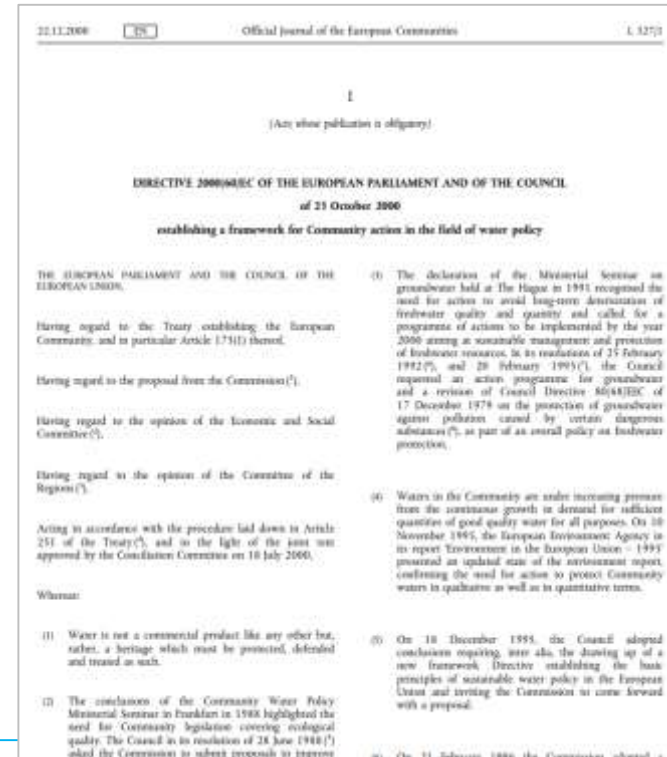 22.12.2000 EN Official Journal of the European Communities L 327/1
I
(Acts whose publication is obligatory)
DIRECTIVE 2000/60/EC OF THE EUROPEAN PARLIAMENT AND OF THE COUNCIL
of 23 October 2000
establishing a framework for Community action in the field of water policy
THE EUROPEAN PARLIAMENT AND THE COUNCIL OF THE
EUROPEAN UNION,
Having regard to the Treaty establishing the European
Community, and in particular Article 175(1) thereof,
Having regard to the proposal from the Commission (1),
Having regard to the opinion of the Economic and Social
Committee (2),
Having regard to the opinion of the Committee of the
Regions (3),
Acting in accordance with the procedure laid down in Article
251 of the Treaty (4), and in the light of the joint text
approved by the Conciliation Committee on 18 July 2000,
Whereas:
(1) Water is not a commercial product like any other but,
rather, a heritage which must be protected, defended
and treated as such.
(2) The conclusions of the Community Water Policy
Ministerial Seminar in Frankfurt in 1988 highlighted the
need for Community legislation covering ecological
quality. The Council in its resolution of 28 June 1988 (5)
asked the Commission to submit proposals to improve
(3) The declaration of the Ministerial Seminar on
groundwater held at The Hague in 1991 recognised the
need for action to avoid long-term deterioration of
freshwater quality and quantity and called for a
programme of actions to be implemented by the year
2000 aiming at sustainable management and protection
of freshwater resources. In its resolutions of 25 February
1992 (6), and 20 February 1995 (7), the Council
requested an action programme for groundwater
and a revision of Council Directive 80/68/EEC of
17 December 1979 on the protection of groundwater
against pollution caused by certain dangerous
substances (8), as part of an overall policy on freshwater
protection.
(4) Waters in the Community are under increasing pressure
from the continuous growth in demand for sufficient
quantities of good quality water for all purposes. On 10
November 1995, the European Environment Agency in
its report 'Environment in the European Union - 1995'
presented an updated state of the environment report,
confirming the need for action to protect Community
waters in qualitative as well as in quantitative terms.
(5) On 18 December 1995, the Council adopted
conclusions requiring, inter alia, the drawing up of a
new framework Directive establishing the basic
principles of sustainable water policy in the European
Union and inviting the Commission to come forward
with a proposal.
(6) On 21 February 1996 the Commission adopted a